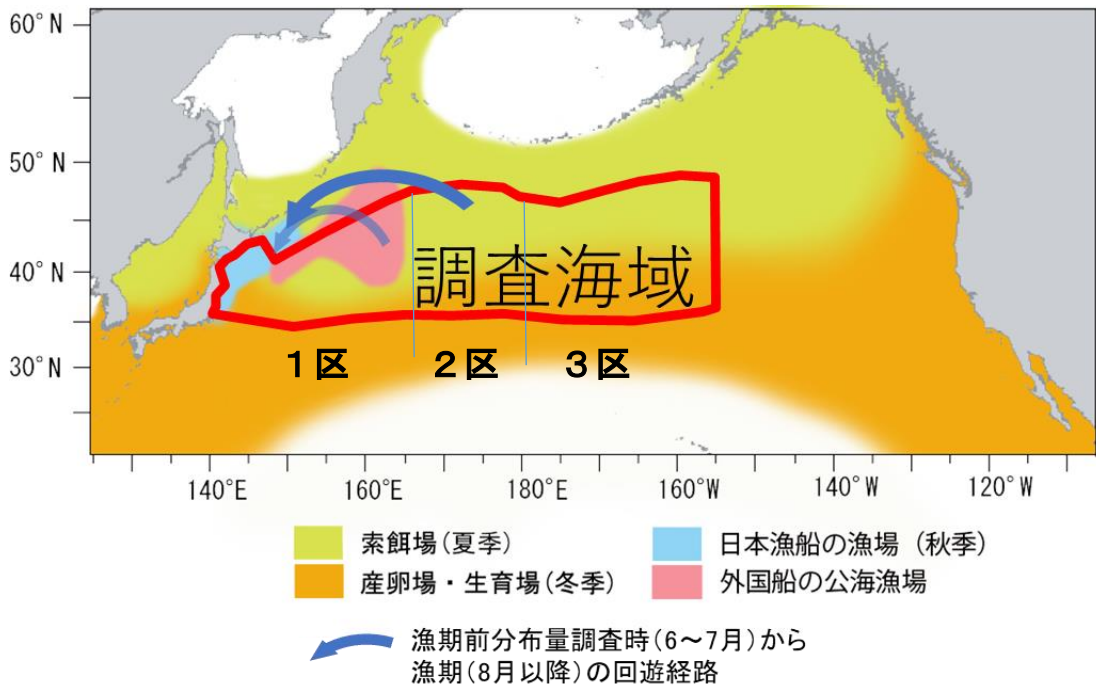 60°N
50°N
40°N
30°N
調査海域
1区 2区 3区
140°E 160°E 180°E 160°W 140°W 120°W
索餌場(夏季)
日本漁船の漁場 (秋季)
産卵場・生育場(冬季)
外国船の公海漁場
漁期前分布量調査時(6~7月)から
漁期(8月以降)の回遊経路